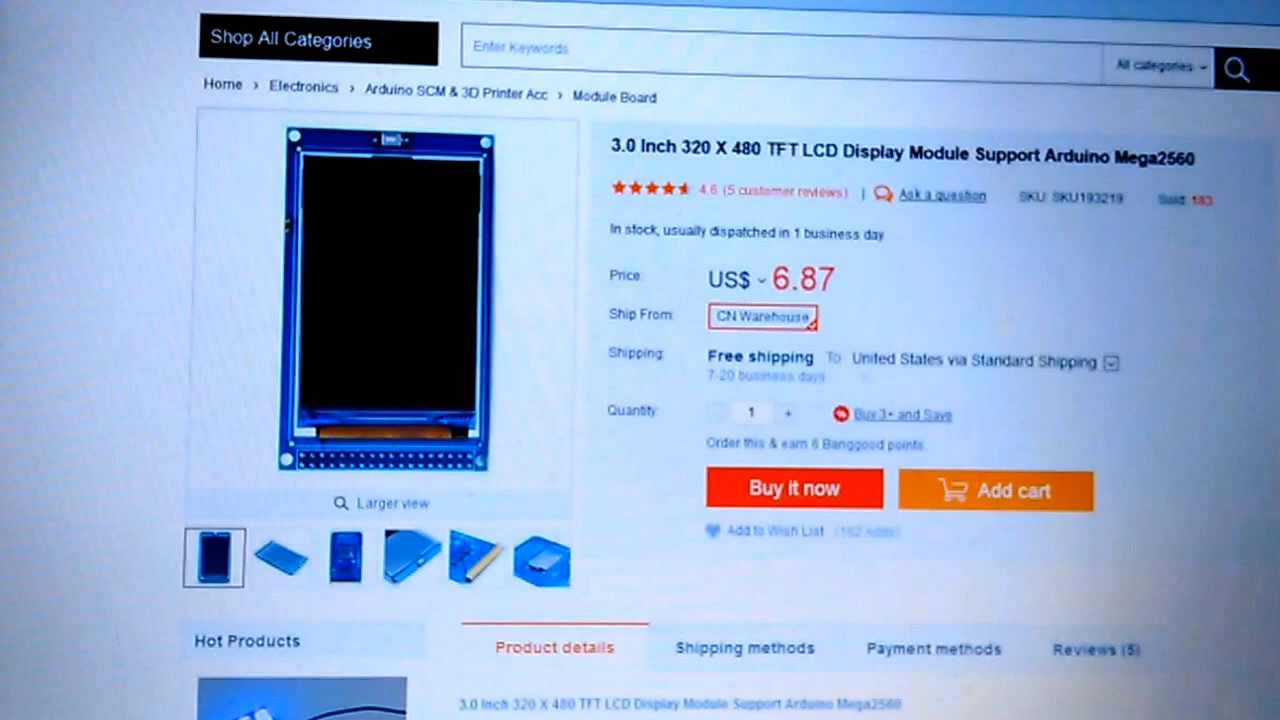 Shop All Categories
Enter Keywords
All categories
Home > Electronics > Arduino SCM & 3D Printer Acc > Module Board
3.0 Inch 320 X 480 TFT LCD Display Module Support Arduino Mega2560
4.6 (5 customer reviews) | Ask a question SKU: SKU193219 Sold: 183
In stock, usually dispatched in 1 business day
Price: US$ 6.87
Ship From: CN Warehouse
Shipping: Free shipping To United States via Standard Shipping
7-20 business days
Quantity: - 1 + Buy 3+ and Save
Order this & earn 6 Banggood points
Buy it now Add cart
Add to Wish List (162 Adds)
Larger view
Hot Products
Product details Shipping methods Payment methods Reviews (5)
3.0 Inch 320 X 480 TFT LCD Display Module Support Arduino Mega2560